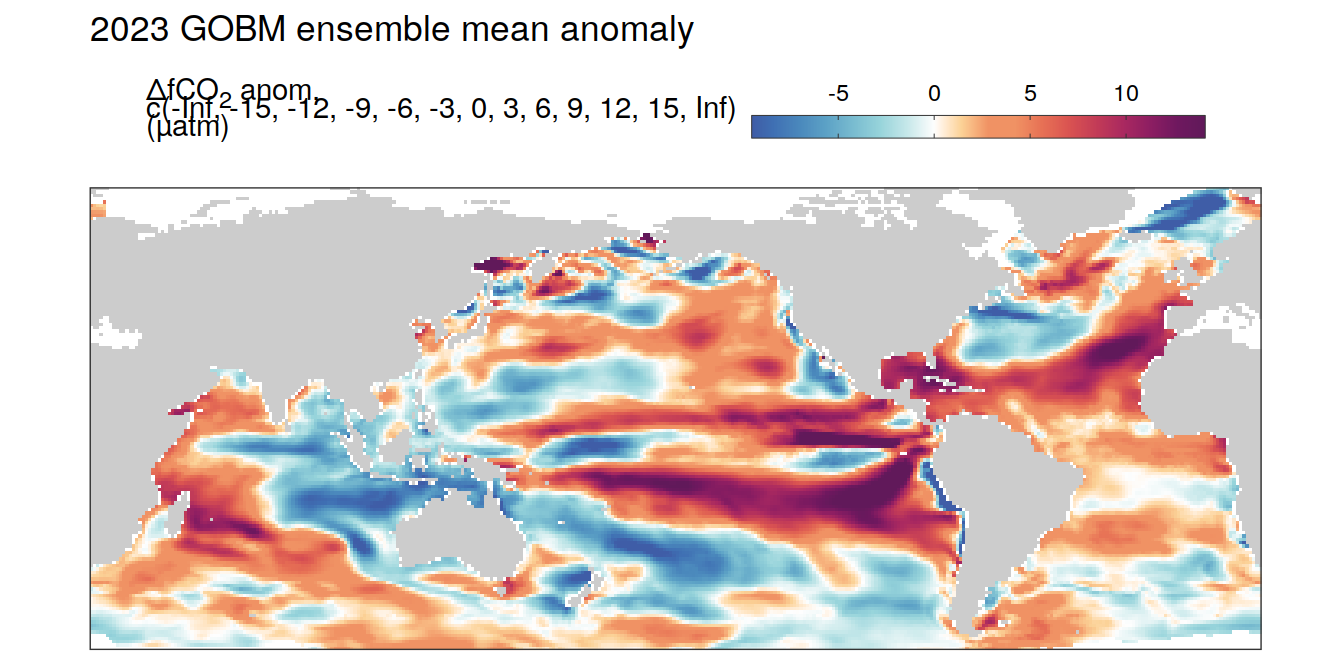 2023 GOBM ensemble mean anomaly
ΔfCO2 anom.
c(-Inf, -15, -12, -9, -6, -3, 0, 3, 6, 9, 12, 15, Inf)
(µatm)
-5 0 5 10